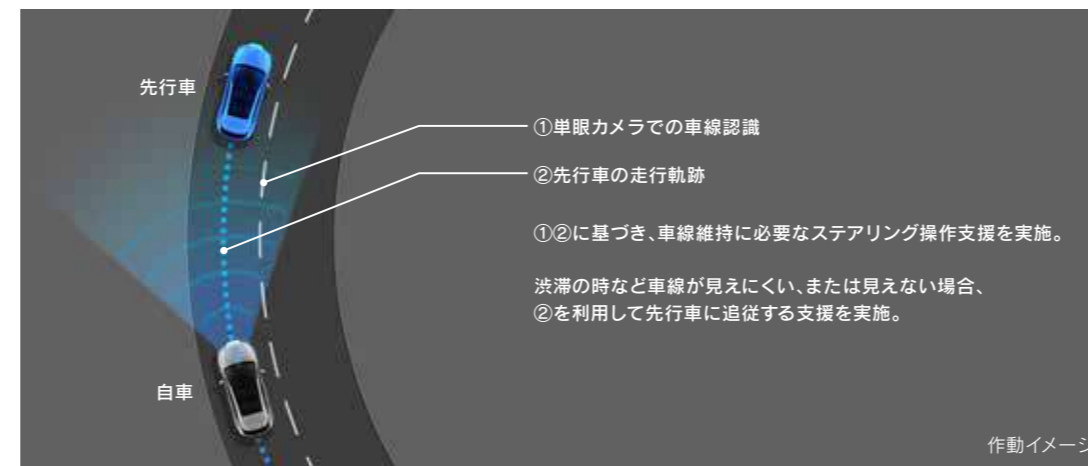 先行車
①単眼カメラでの車線認識
②先行車の走行軌跡
①②に基づき、車線維持に必要なステアリング操作支援を実施。
渋滞の時など車線が見えにくい、または見えない場合、
②を利用して先行車に追従する支援を実施。
自車
作動イメージ